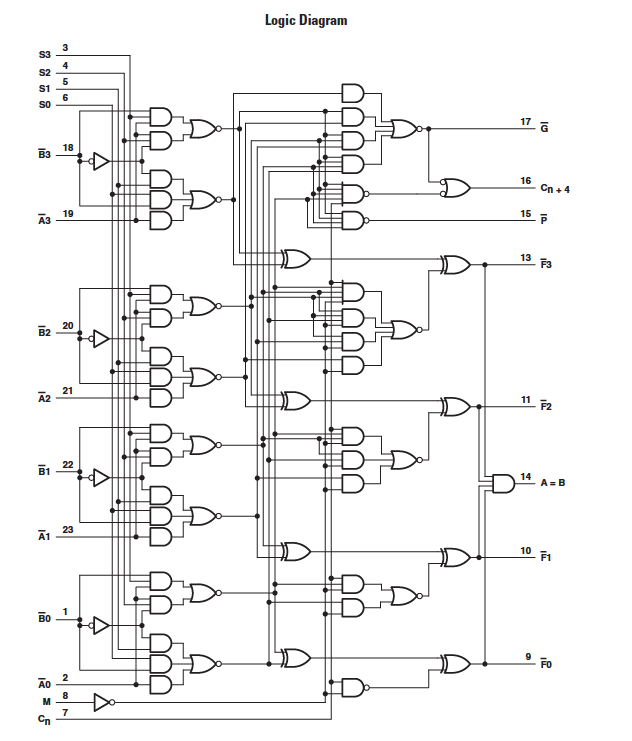 Logic Diagram
S3 3
S2 4
S1 5
S0 6
B3 18
A3 19
B2 20
A2 21
B1 22
A1 23
B0 1
A0 2
M 8
Cn 7
17 G
16 Cn + 4
15 P
13 F3
11 F2
14 A = B
10 F1
9 F0